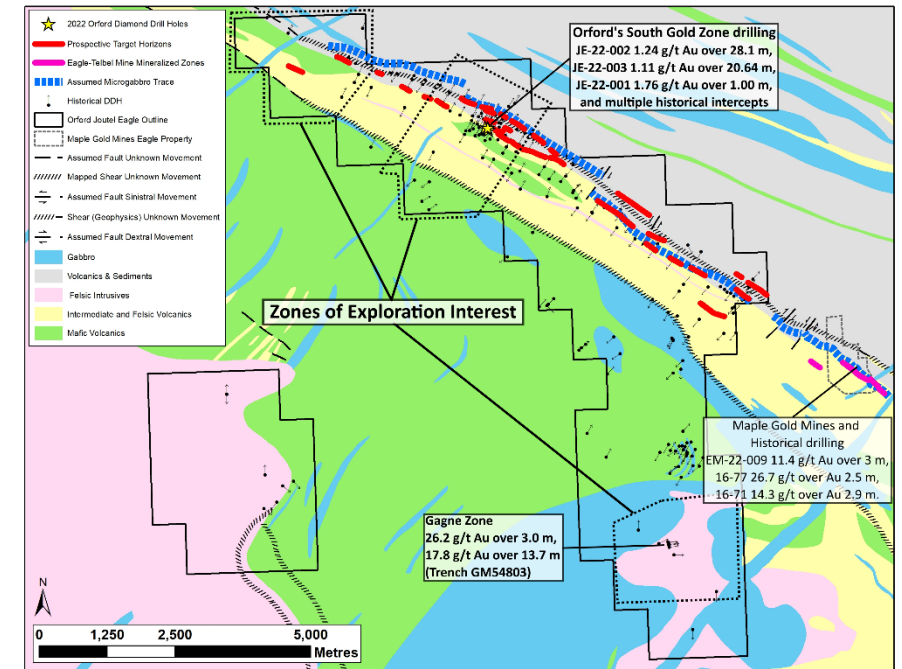 2022 Orford Diamond Drill Holes
Prospective Target Horizons
Eagle-Telbel Mine Mineralized Zones
Assumed Microgabbro Trace
Historical DDH
Orford Joutel Eagle Outline
Maple Gold Mines Eagle Property
Assumed Fault Unknown Movement
Mapped Shear Unknown Movement
Assumed Fault Sinistral Movement
Shear (Geophysics) Unknown Movement
Assumed Fault Dextral Movement
Gabbro
Volcanics & Sediments
Felsic Intrusives
Intermediate and Felsic Volcanics
Mafic Volcanics
Orford's South Gold Zone drilling
JE-22-002 1.24 g/t Au over 28.1 m,
JE-22-003 1.11 g/t Au over 20.64 m,
JE-22-001 1.76 g/t Au over 1.00 m,
and multiple historical intercepts
Zones of Exploration Interest
Maple Gold Mines and
Historical drilling
EM-22-009 11.4 g/t Au over 3 m,
16-77 26.7 g/t over Au 2.5 m,
16-71 14.3 g/t over Au 2.9 m.
Gagne Zone
26.2 g/t Au over 3.0 m,
17.8 g/t Au over 13.7 m
(Trench GM54803)
N
0 1,250 2,500 5,000
Metres